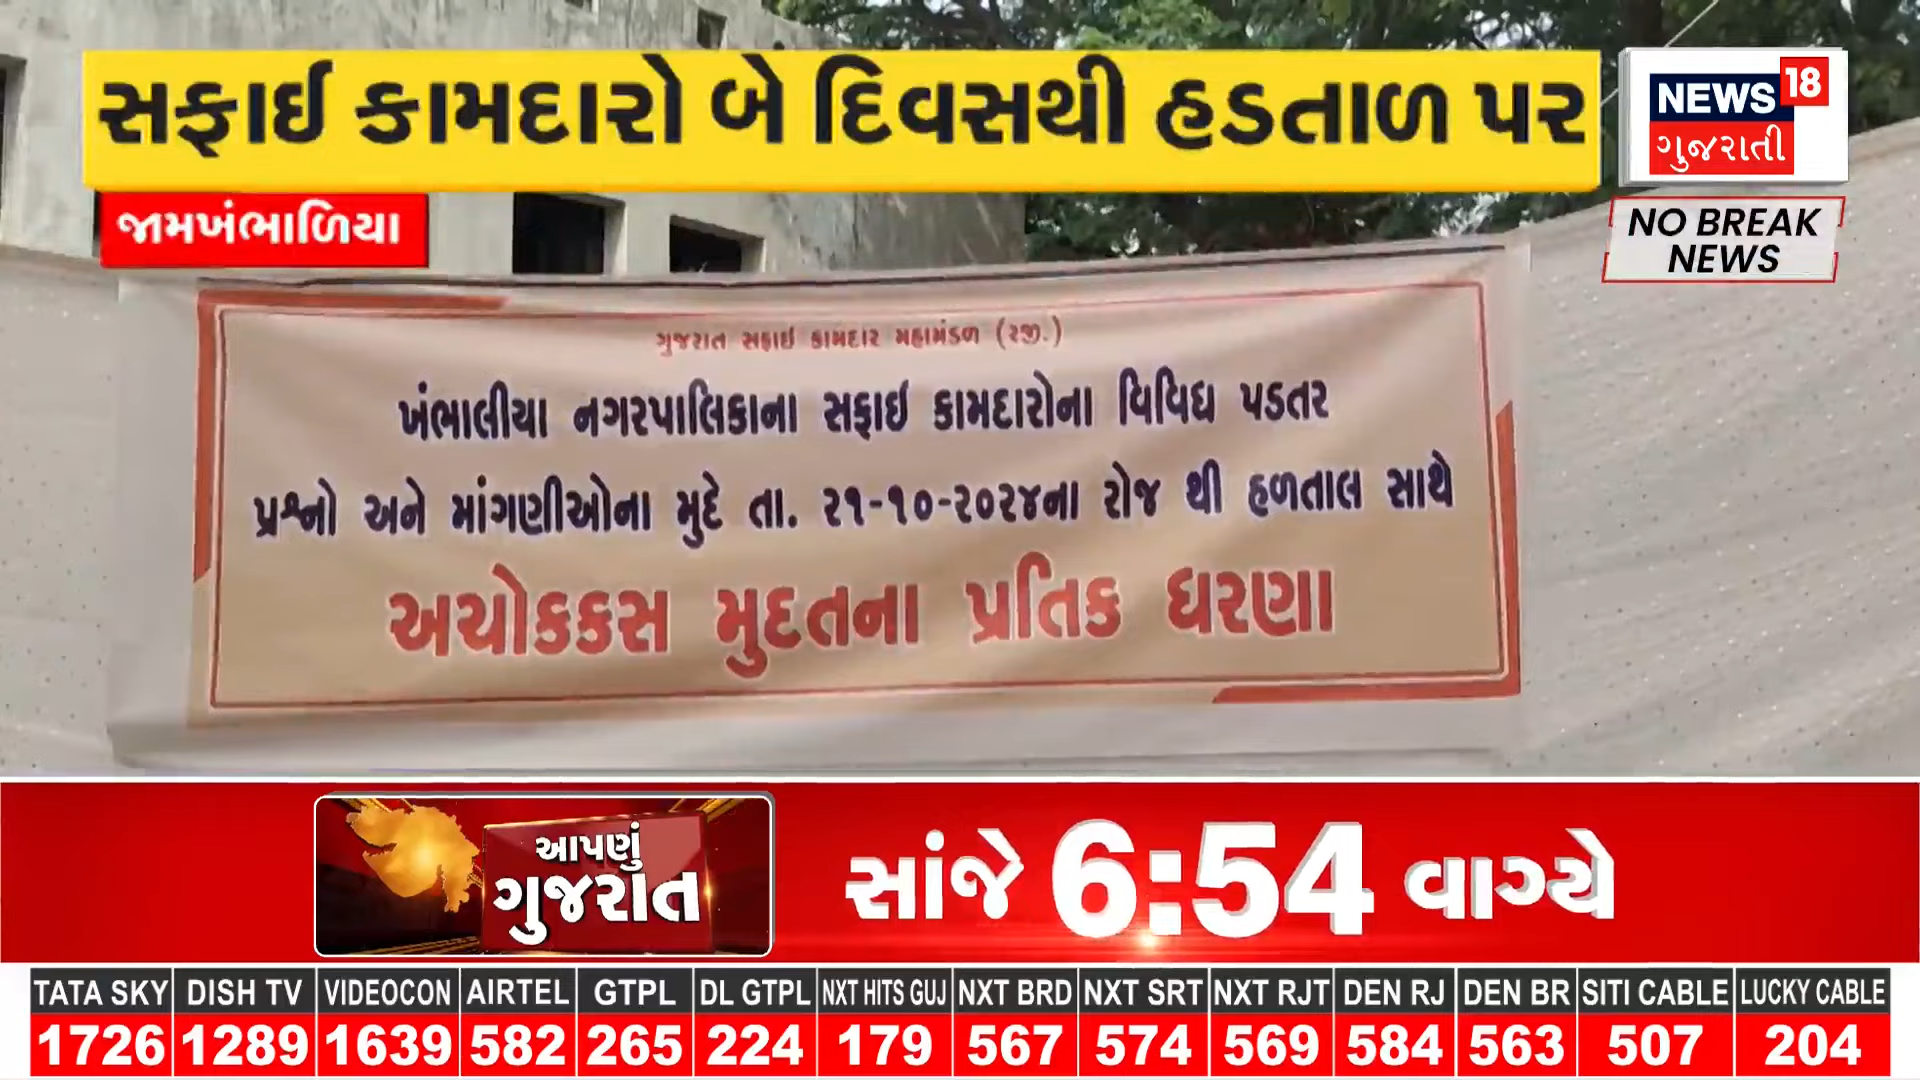 સફાઈ કામદારો બે દિવસથી હડતાળ પર
NEWS 18
ગુજરાતી
જામખંભાળિયા
NO BREAK
NEWS
ગુજરાત સફાઈ કામદાર મહામંડળ (રજી.)
ખંભાલીયા નગરપાલિકાના સફાઈ કામદારોના વિવિધ પડતર
પ્રશ્નો અને માંગણીઓના મુદે તા. ૨૧-૧૦-૨૦૨૪ના રોજ થી હળતાલ સાથે
અચોકકસ મુદતના પ્રતિક ધરણા
આપણું
ગુજરાત
સાંજે 6:54 વાગ્યે
TATA SKY DISH TV VIDEOCON AIRTEL GTPL DL GTPL NXT HITS GUJ NXT BRD NXT SRT NXT RJT DEN RJ DEN BR SITI CABLE LUCKY CABLE
1726 1289 1639 582 265 224 179 567 574 569 584 563 507 204